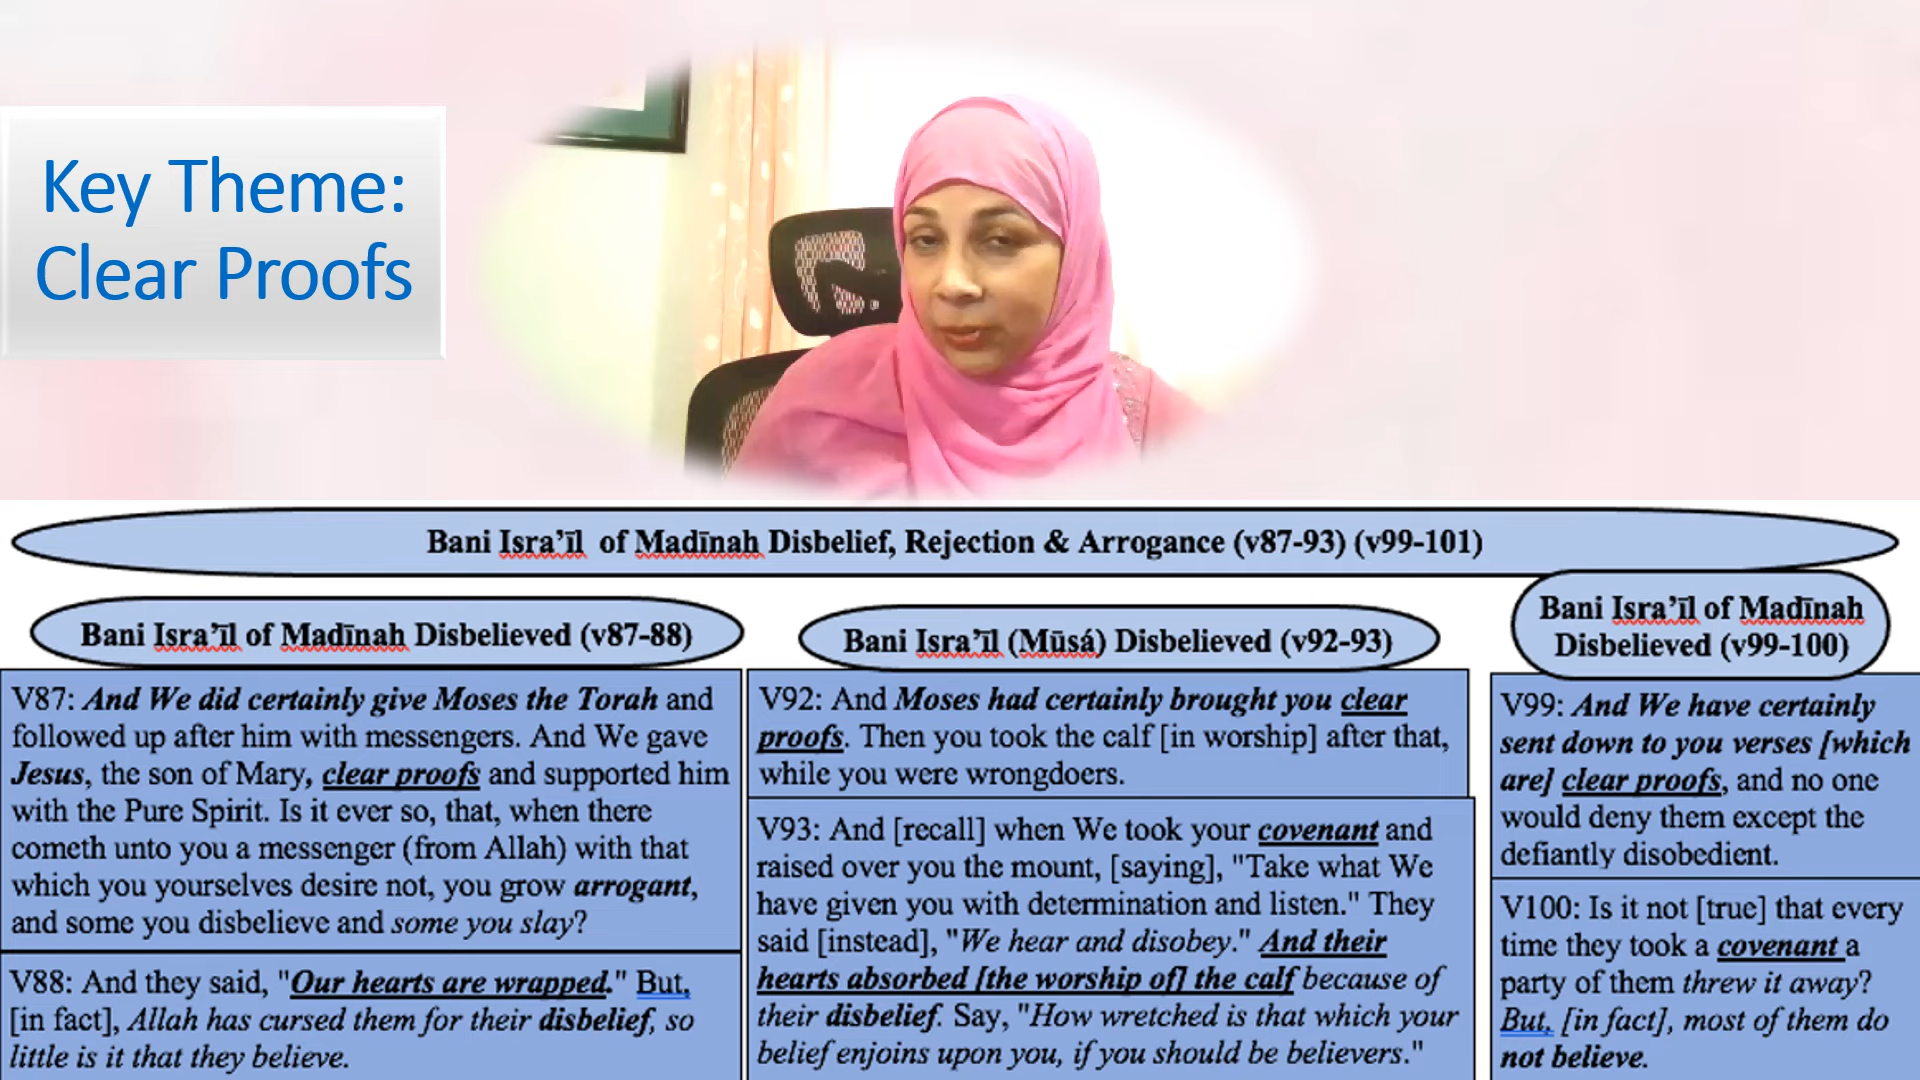 Key Theme:
Clear Proofs
Bani Isra’īl of Madīnah Disbelief, Rejection & Arrogance (v87-93) (v99-101)
Bani Isra’īl of Madīnah Disbelieved (v87-88)
V87: And We did certainly give Moses the Torah and
followed up after him with messengers. And We gave
Jesus, the son of Mary, clear proofs and supported him
with the Pure Spirit. Is it ever so, that, when there
cometh unto you a messenger (from Allah) with that
which you yourselves desire not, you grow arrogant,
and some you disbelieve and some you slay?
V88: And they said, "Our hearts are wrapped." But,
[in fact], Allah has cursed them for their disbelief, so
little is it that they believe.
Bani Isra’īl (Mūsá) Disbelieved (v92-93)
V92: And Moses had certainly brought you clear
proofs. Then you took the calf [in worship] after that,
while you were wrongdoers.
V93: And [recall] when We took your covenant and
raised over you the mount, [saying], "Take what We
have given you with determination and listen." They
said [instead], "We hear and disobey." And their
hearts absorbed [the worship of] the calf because of
their disbelief. Say, "How wretched is that which your
belief enjoins upon you, if you should be believers."
Bani Isra’īl of Madīnah
Disbelieved (v99-100)
V99: And We have certainly
sent down to you verses [which
are] clear proofs, and no one
would deny them except the
defiantly disobedient.
V100: Is it not [true] that every
time they took a covenant a
party of them threw it away?
But, [in fact], most of them do
not believe.